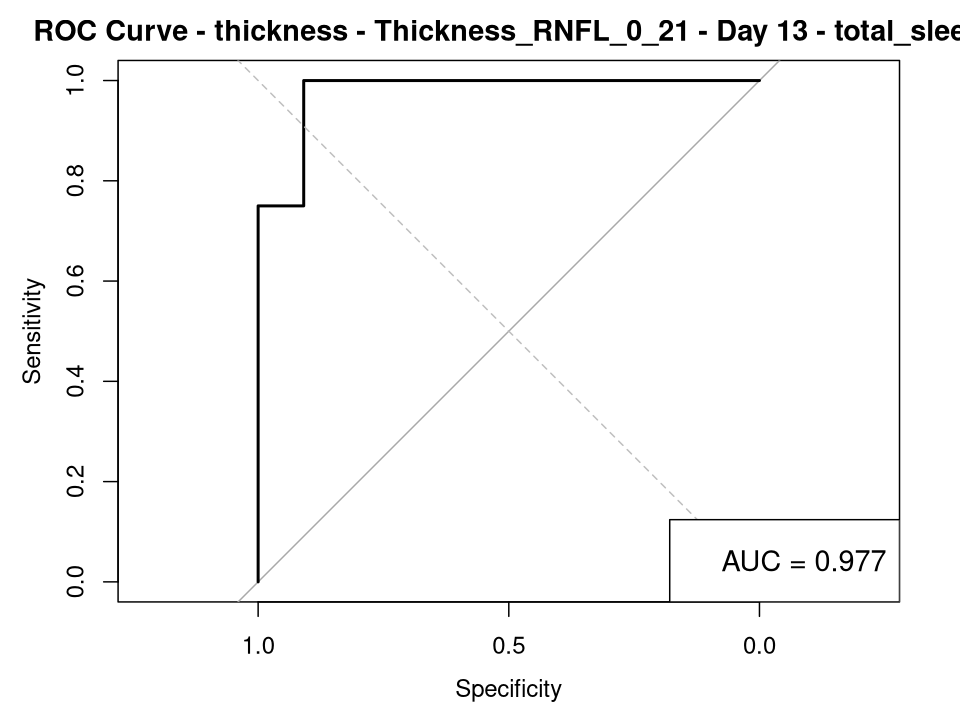 ROC Curve - thickness - Thickness_RNFL_0_21 - Day 13 - total_slee
1.0
0.8
0.6
0.4
0.2
0.0
Sensitivity
AUC = 0.977
1.0 0.5 0.0
Specificity